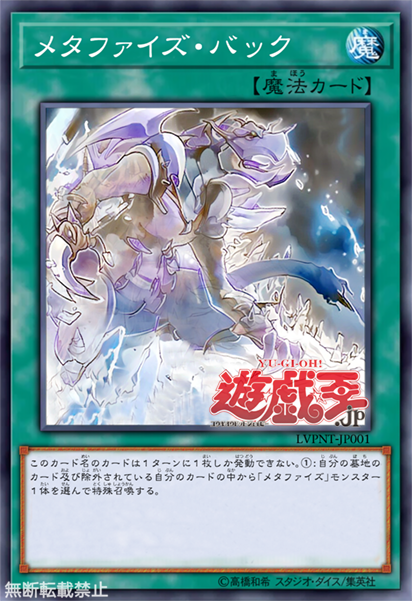 メタファイズ・バック
魔
まほう
【魔法カード】
YU-GI-OH!
遊戯王
.jp
LVPNT-JP001
このカード名のカードは1ターンに1枚しか発動できない。①:自分の墓地の
カード及び除外されている自分のカードの中から「メタファイズ」モンスター
1体を選んで特殊召喚する。
無断転載禁止
©高橋和希 スタジオ・ダイス/集英社